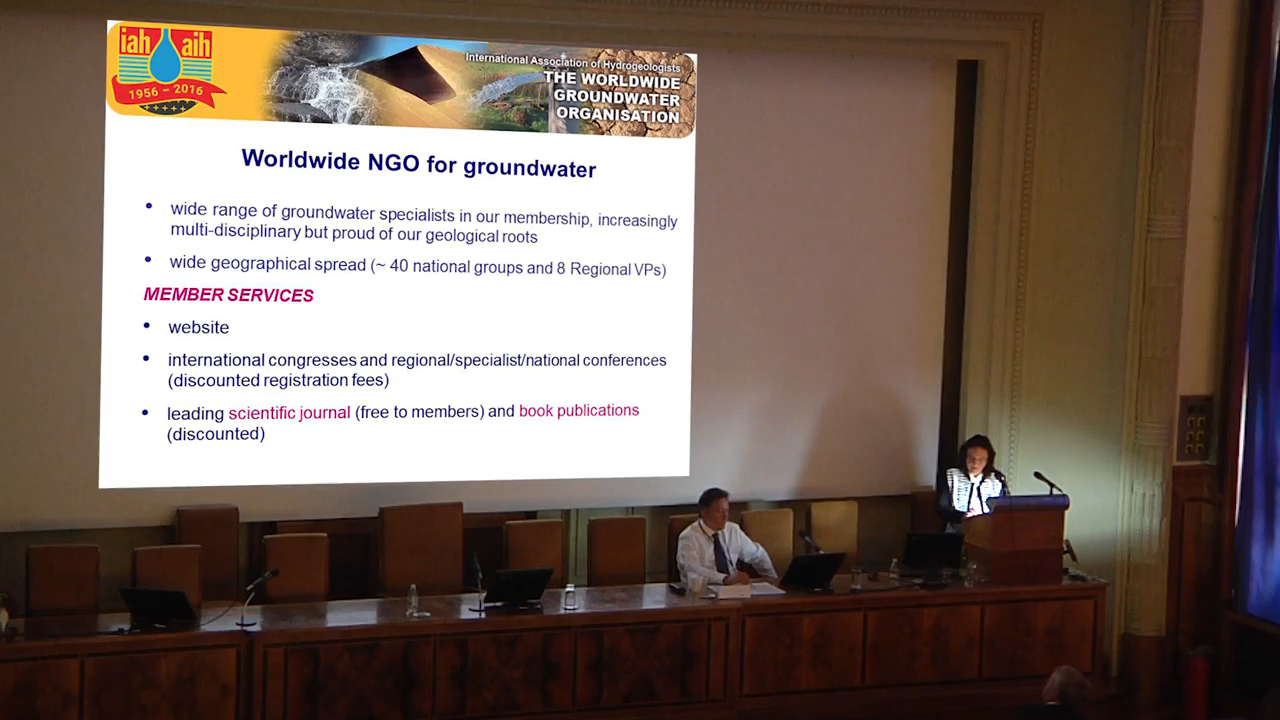 iah aih
1956 – 2016
International Association of Hydrogeologists
THE WORLDWIDE
GROUNDWATER
ORGANISATION
Worldwide NGO for groundwater
• wide range of groundwater specialists in our membership, increasingly
multi-disciplinary but proud of our geological roots
• wide geographical spread (~ 40 national groups and 8 Regional VPs)
MEMBER SERVICES
• website
• international congresses and regional/specialist/national conferences
(discounted registration fees)
• leading scientific journal (free to members) and book publications
(discounted)